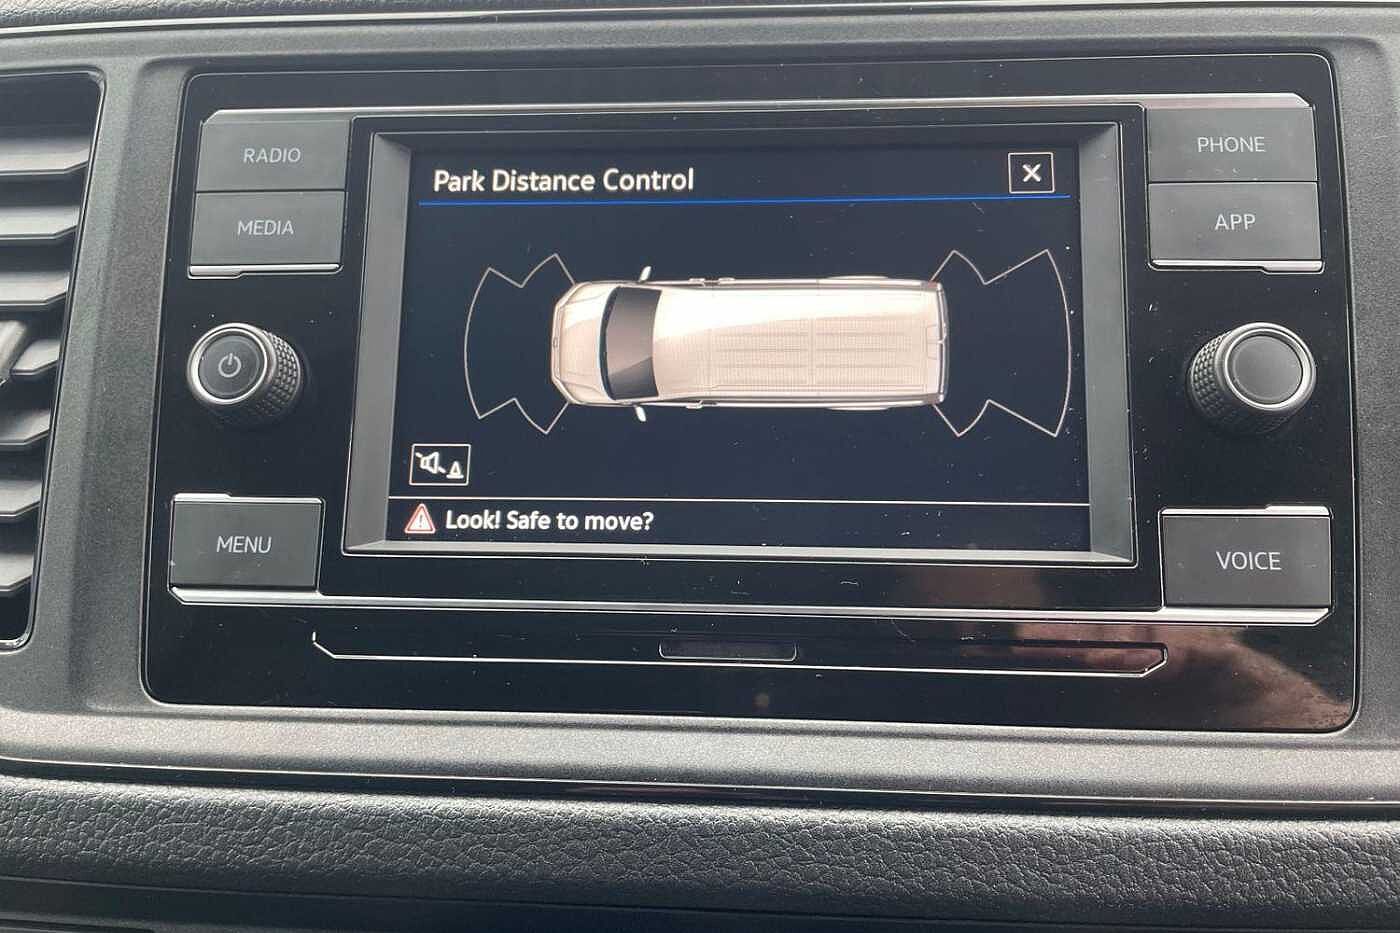 RADIO
MEDIA
MENU
Park Distance Control
Look! Safe to move?
PHONE
APP
VOICE